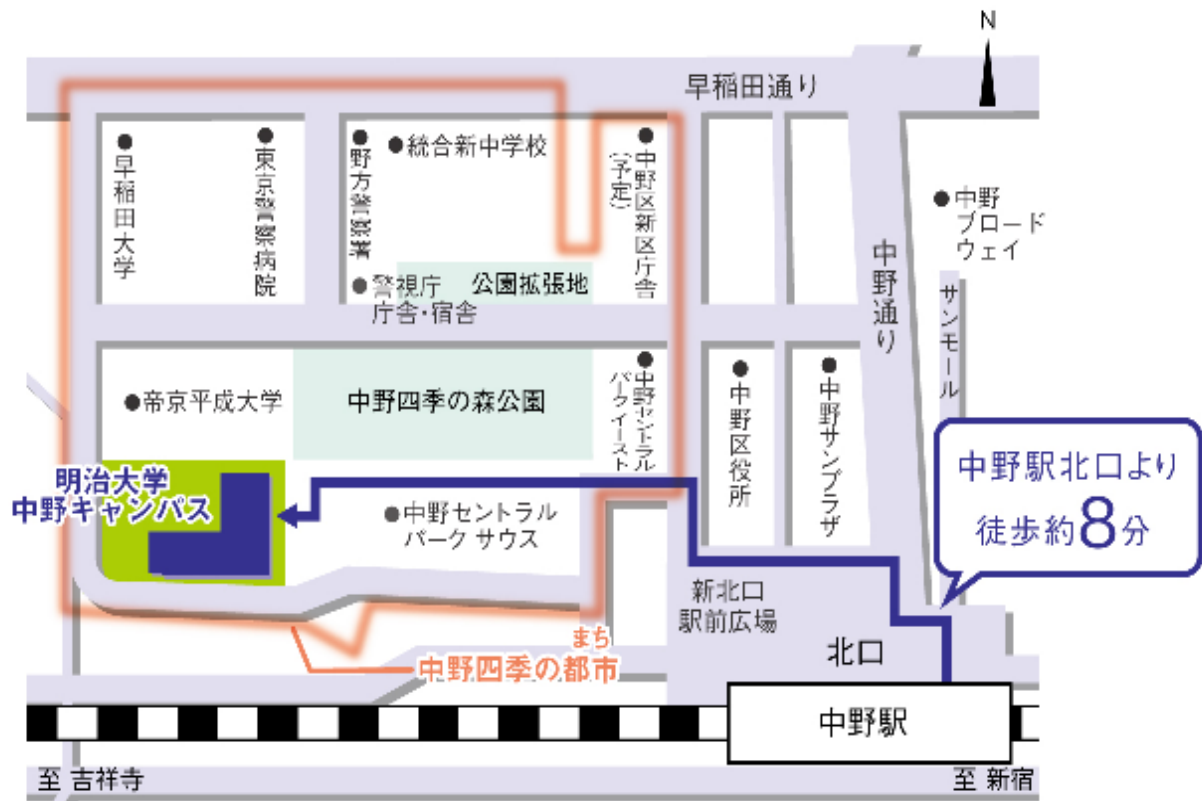 N
早稲田通り
●早稲田大学
●東京警察病院
●野方警察署
●統合新中学校
●中野区新区庁舎
(予定)
●中野
ブロード
ウェイ
●警視庁
庁舎・宿舎
公園拡張地
中野通り
サンモール
●帝京平成大学
中野四季の森公園
●中野セントラル
パークイースト
●中野区役所
●中野サンプラザ
明治大学
中野キャンパス
●中野セントラル
パーク サウス
中野駅北口より
徒歩約8分
新北口
駅前広場
北口
まち
中野四季の都市
中野駅
至 吉祥寺
至 新宿